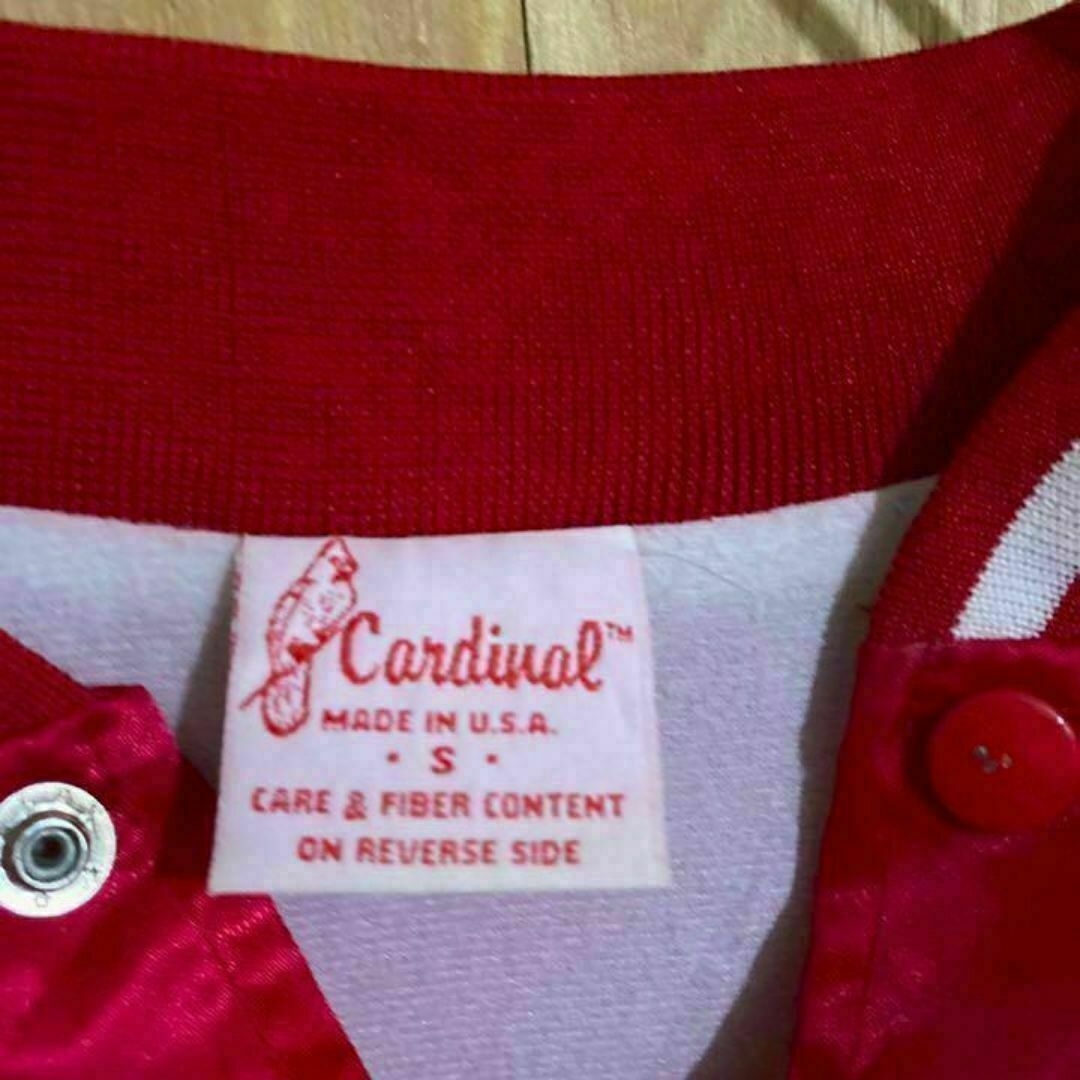 Cardinal™
MADE IN U.S.A.
· S ·
CARE & FIBER CONTENT
ON REVERSE SIDE